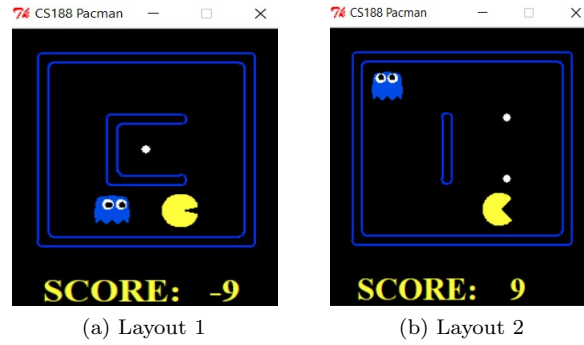 CS188 Pacman
SCORE: -9
(a) Layout 1
CS188 Pacman
SCORE: 9
(b) Layout 2